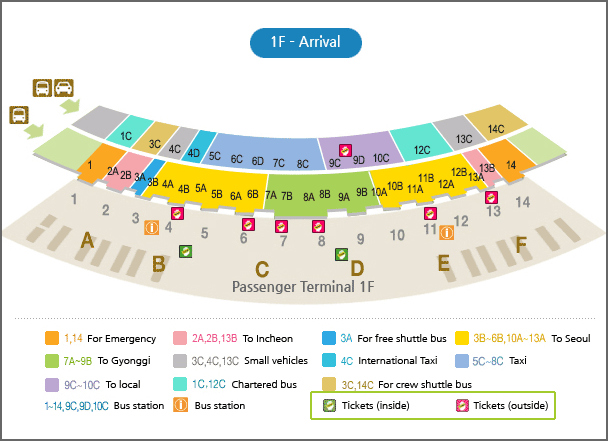 1F - Arrival
1C 3C 4C 4D 5C 6C 6D 7C 8C 9C 9D 10C 12C 13C 14C
1 2A 2B 3A 3B 4A 4B 5A 5B 6A 6B 7A 7B 8A 8B 9A 9B 10A 10B 11A 11B 12A 12B 13A 13B 14
1 2 3 4 5 6 7 8 9 10 11 12 13 14
A B C D E F
Passenger Terminal 1F
1,14 For Emergency 2A,2B,13B To Incheon 3A For free shuttle bus 3B~6B,10A~13A To Seoul
7A~9B To Gyonggi 3C,4C,13C Small vehicles 4C International Taxi 5C~8C Taxi
9C~10C To local 1C,12C Chartered bus 3C,14C For crew shuttle bus
1~14,9C,9D,10C Bus station Bus station Tickets (inside) Tickets (outside)